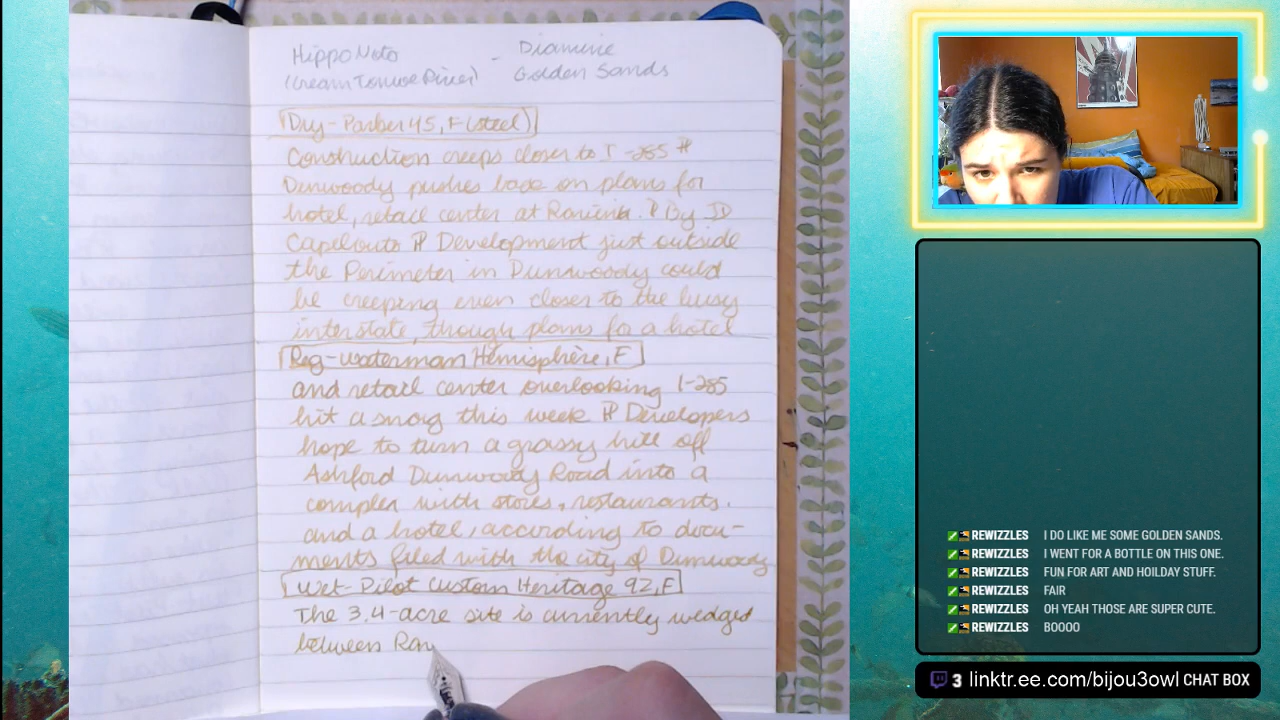 Hippo Noto - Diamine
(Cream Tomoe River) Golden Sands
Dry-Parker 45, F (steel)
Construction creeps closer to I-285 ₽
Dunwoody pushes back on plans for
hotel, retail center at Ravinia. ₽ By JD
Capelouto ₽ Development just outside
the Perimeter in Dunwoody could
be creeping even closer to the busy
interstate, though plans for a hotel
Reg-Waterman Hemisphère, F
and retail center overlooking I-285
hit a snag this week ₽ Developers
hope to turn a grassy hill off
Ashford Dunwoody Road into a
complex with stores, restaurants.
and a hotel, according to docu-
ments filed with the city of Dunwoody
Wet-Pilot Custom Heritage 92, F
The 3.4-acre site is currently wedged
between Rav
REWIZZLES I DO LIKE ME SOME GOLDEN SANDS.
REWIZZLES I WENT FOR A BOTTLE ON THIS ONE.
REWIZZLES FUN FOR ART AND HOILDAY STUFF.
REWIZZLES FAIR
REWIZZLES OH YEAH THOSE ARE SUPER CUTE.
REWIZZLES BOOOO
3 linktr.ee.com/bijou3owl CHAT BOX